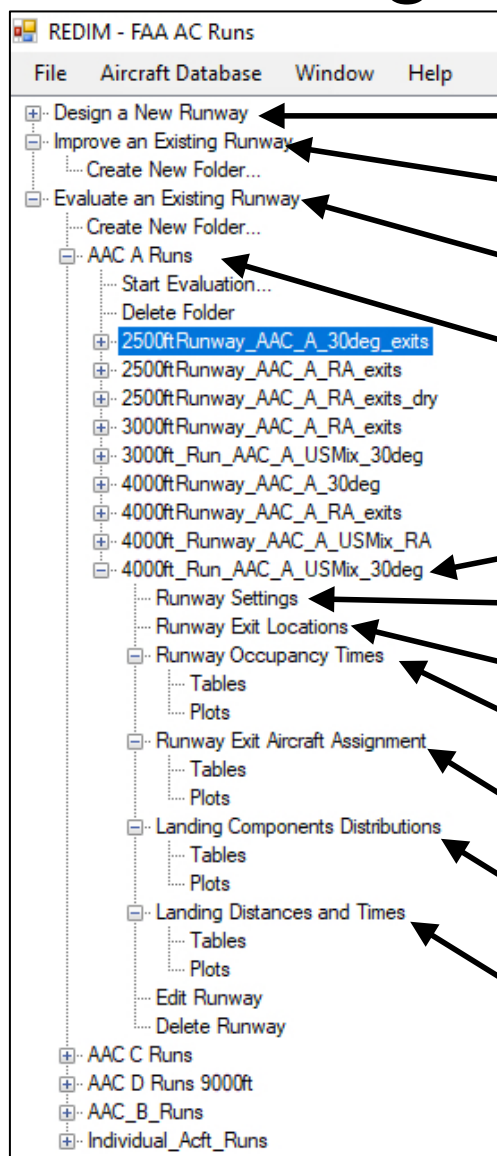 REDIM - FAA AC Runs
File Aircraft Database Window Help
Design a New Runway
Improve an Existing Runway
Create New Folder...
Evaluate an Existing Runway
Create New Folder...
AAC A Runs
Start Evaluation...
Delete Folder
2500ftRunway_AAC_A_30deg_exits
2500ftRunway_AAC_A_RA_exits
2500ftRunway_AAC_A_RA_exits_dry
3000ftRunway_AAC_A_RA_exits
3000ft_Run_AAC_A_USMix_30deg
4000ftRunway_AAC_A_30deg
4000ftRunway_AAC_A_RA_exits
4000ft_Runway_AAC_A_USMix_RA
4000ft_Run_AAC_A_USMix_30deg
Runway Settings
Runway Exit Locations
Runway Occupancy Times
Tables
Plots
Runway Exit Aircraft Assignment
Tables
Plots
Landing Components Distributions
Tables
Plots
Landing Distances and Times
Tables
Plots
Edit Runway
Delete Runway
AAC C Runs
AAC D Runs 9000ft
AAC_B_Runs
Individual_Acft_Runs